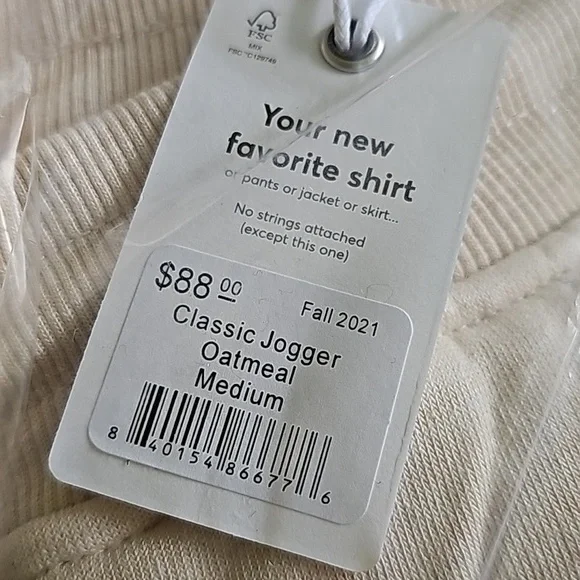 FSC
MIX
Your new
favorite shirt
or pants or jacket or skirt...
No strings attached
(except this one)
$88.00
Fall 2021
Classic Jogger
Oatmeal
Medium
8 40154 86677 6